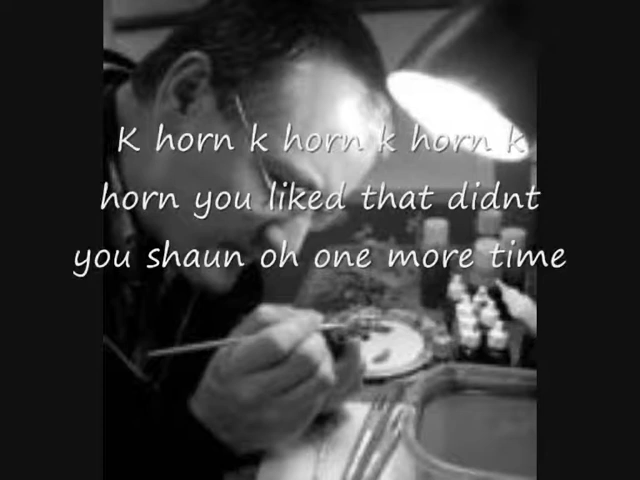 K horn k horn k horn k
horn you liked that didnt
you shaun oh one more time